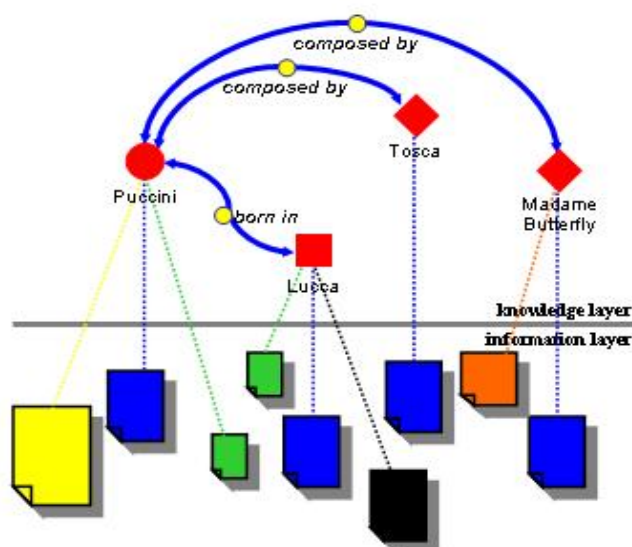 composed by
composed by
Tosca
Puccini
Madame
Butterfly
born in
Lucca
knowledge layer
information layer